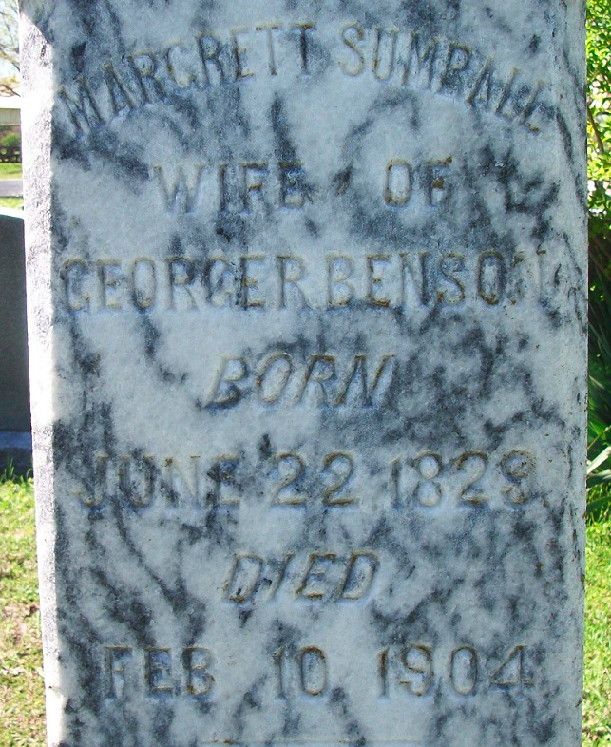 MARGRETT SUMRALL
WIFE OF
GEORGE R BENSON
BORN
JUNE 22 1829
DIED
FEB 10 1904